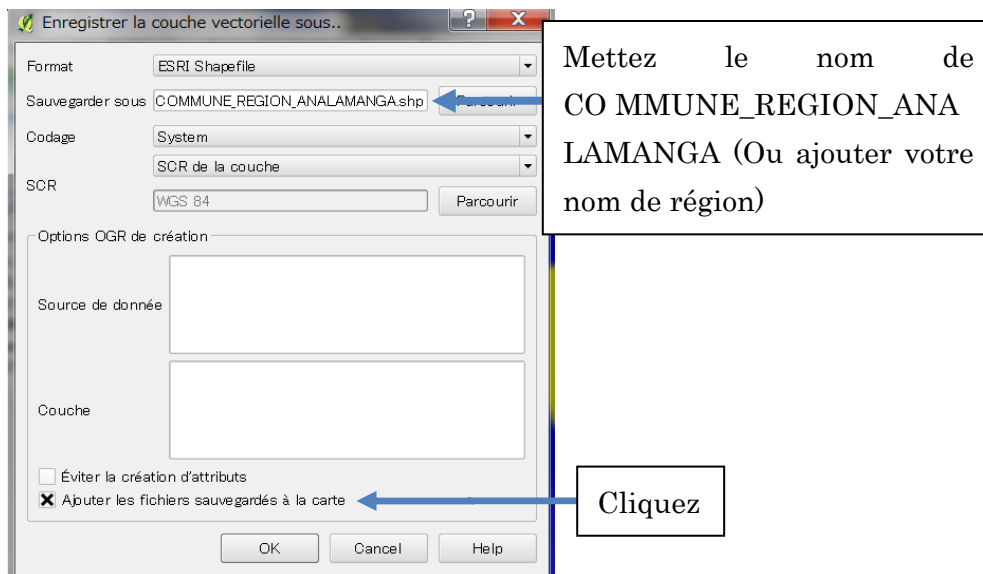 Enregistrer la couche vectorielle sous..
?
X
Format
ESRI Shapefile
Sauvegarder sous
COMMUNE_REGION_ANALAMANGA.shp
Parcourir
Codage
System
SCR
SCR de la couche
WGS 84
Parcourir
Options OGR de création
Source de donnée
Couche
Éviter la création d'attributs
Ajouter les fichiers sauvegardés à la carte
OK
Cancel
Help
Mettez le nom de
CO MMUNE_REGION_ANA
LAMANGA (Ou ajouter votre
nom de région)
Cliquez